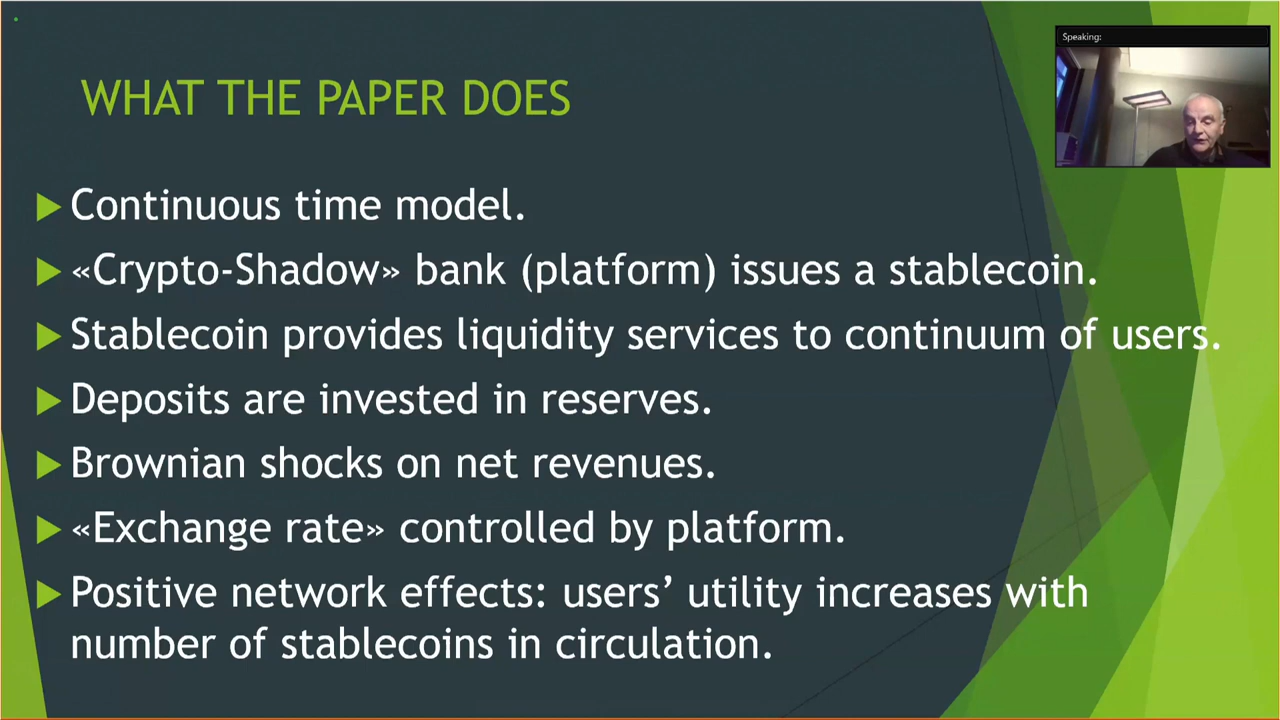 Speaking:
WHAT THE PAPER DOES
Continuous time model.
«Crypto-Shadow» bank (platform) issues a stablecoin.
Stablecoin provides liquidity services to continuum of users.
Deposits are invested in reserves.
Brownian shocks on net revenues.
«Exchange rate» controlled by platform.
Positive network effects: users’ utility increases with
number of stablecoins in circulation.